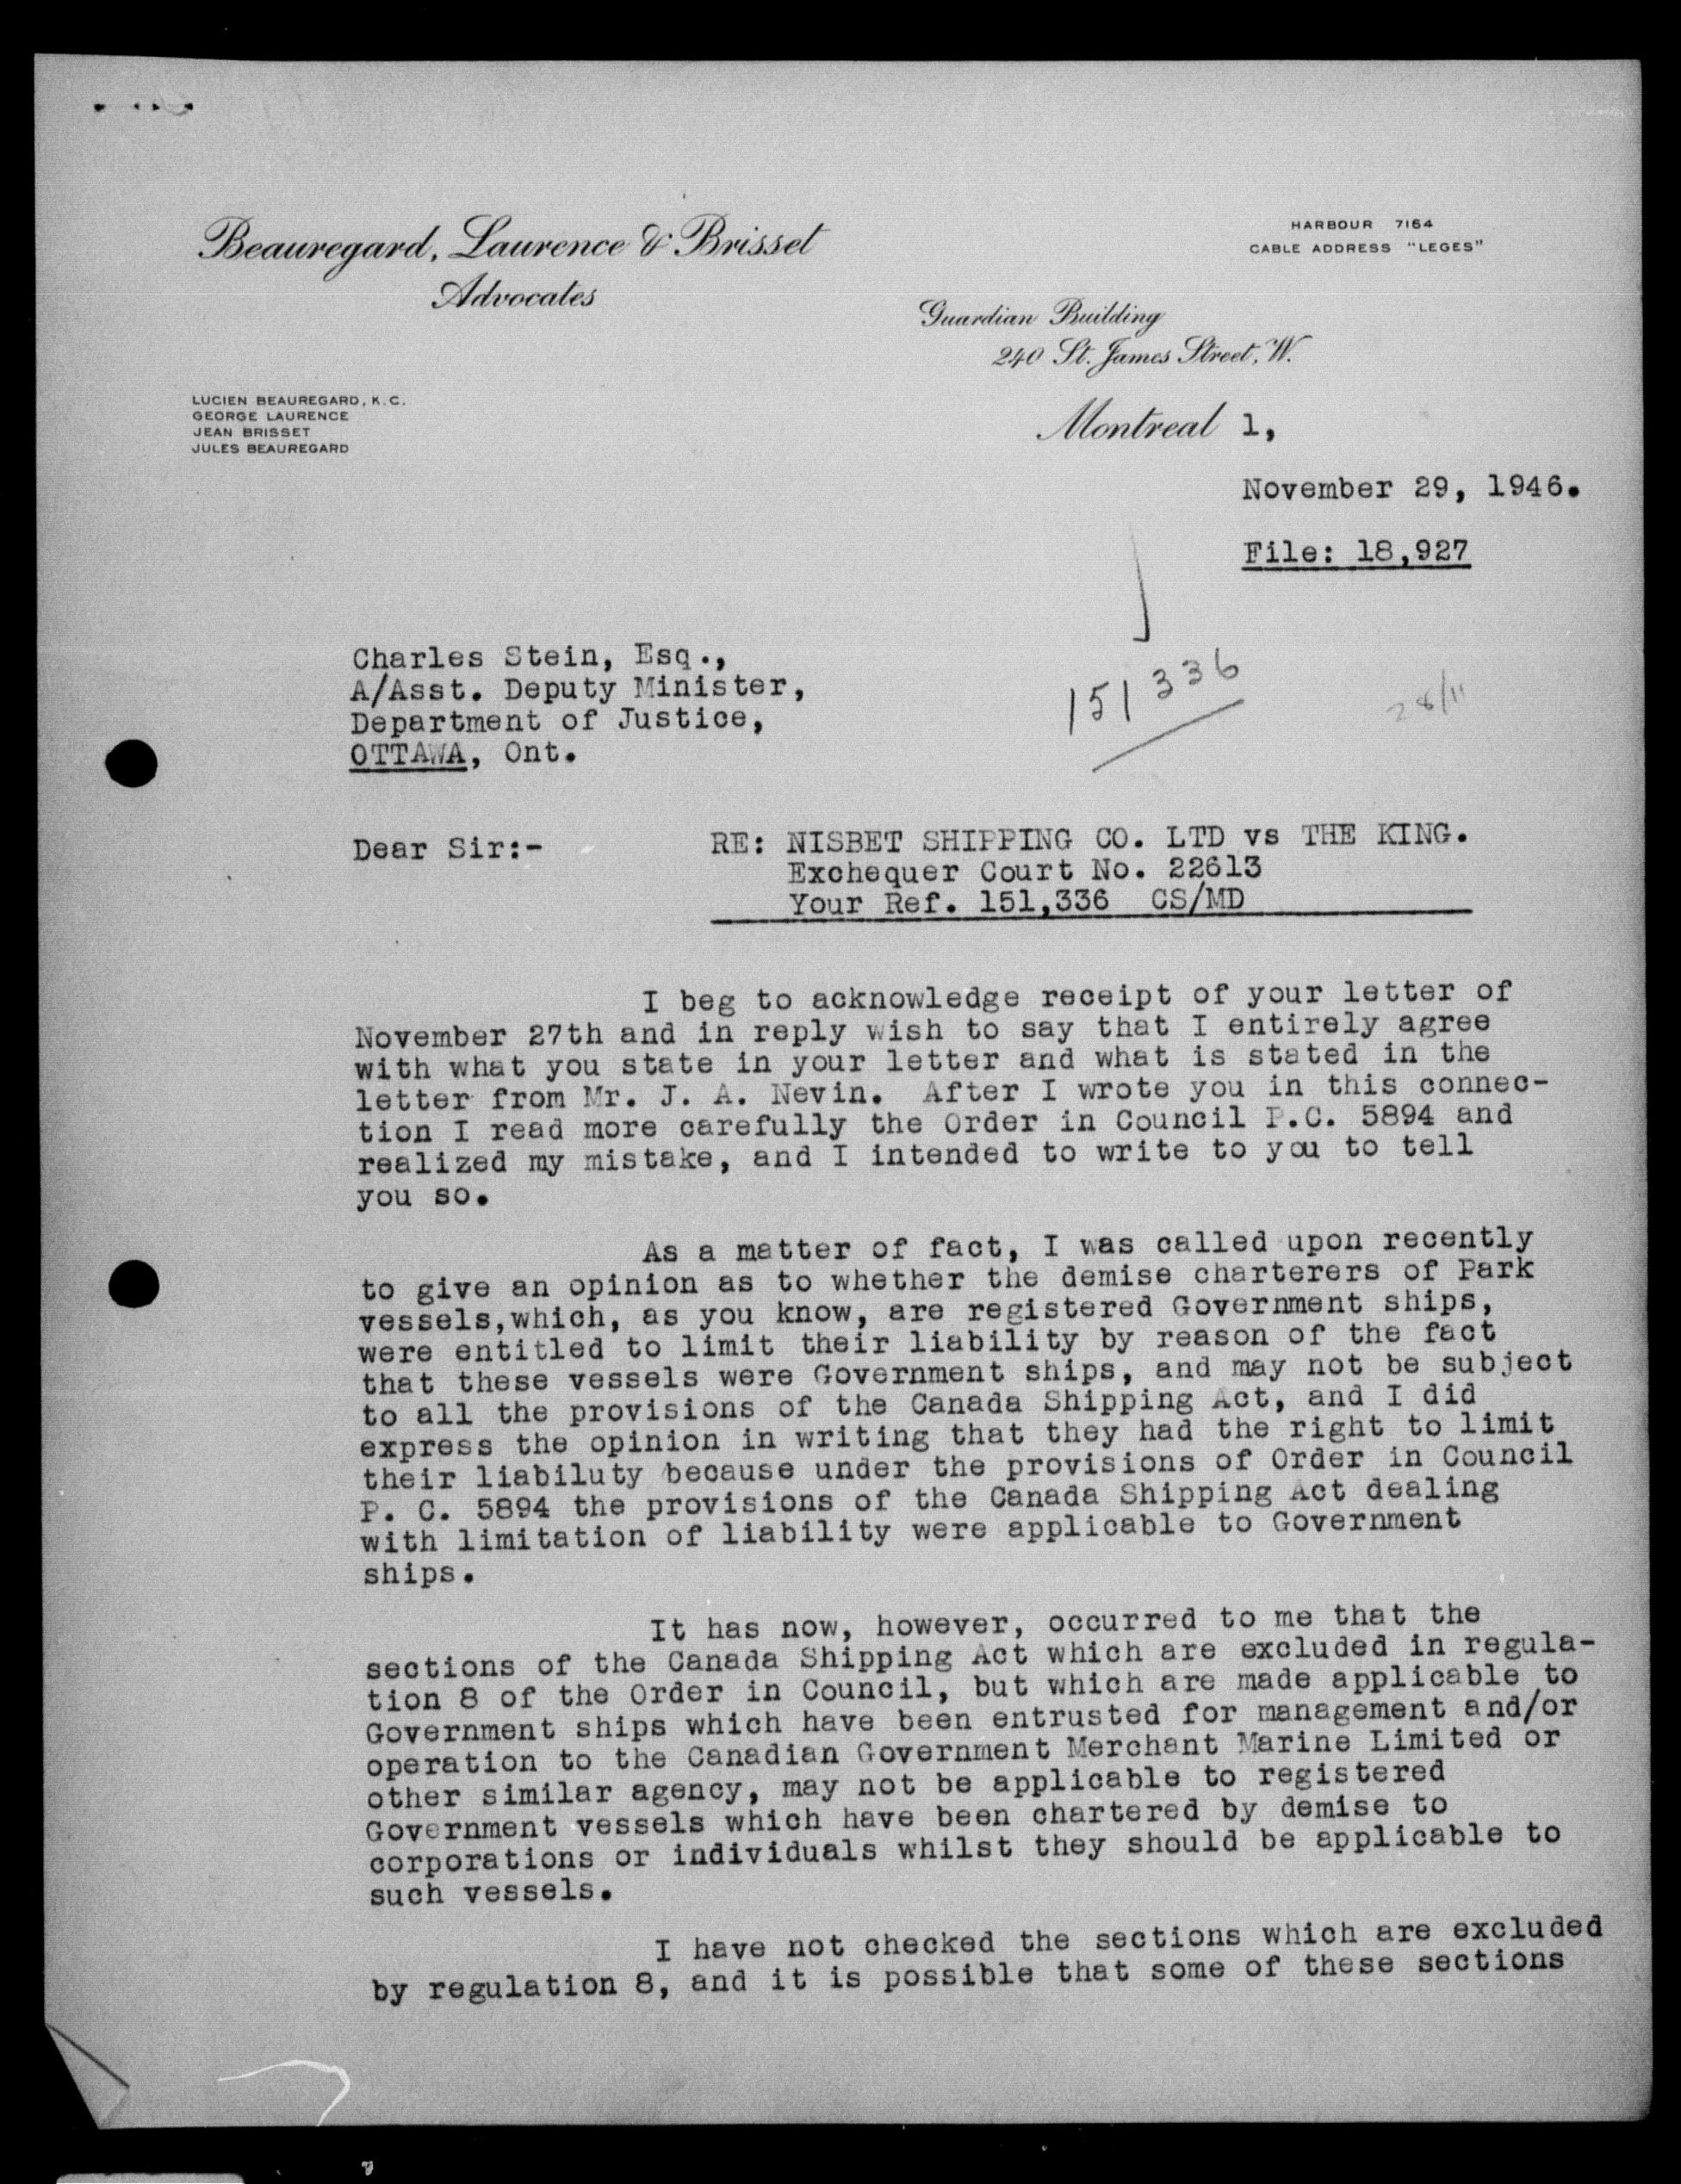 Beauregard, Laurence & Brisset
Advocates
HARBOUR 7164
CABLE ADDRESS "LEGES"
Guardian Building
240 St. James Street, W.
LUCIEN BEAUREGARD, K.C.
GEORGE LAURENCE
JEAN BRISSET
JULES BEAUREGARD
Montreal 1,
November 29, 1946.
File: 18,927
Charles Stein, Esq.,
A/Asst. Deputy Minister,
Department of Justice,
OTTAWA, Ont.
151336
28/11
Dear Sir:-
RE: NISBET SHIPPING CO. LTD vs THE KING.
Exchequer Court No. 22613
Your Ref. 151,336 CS/MD
I beg to acknowledge receipt of your letter of
November 27th and in reply wish to say that I entirely agree
with what you state in your letter and what is stated in the
letter from Mr. J. A. Nevin. After I wrote you in this connec-
tion I read more carefully the Order in Council P.C. 5894 and
realized my mistake, and I intended to write to you to tell
you so.
As a matter of fact, I was called upon recently
to give an opinion as to whether the demise charterers of Park
vessels,which, as you know, are registered Government ships,
were entitled to limit their liability by reason of the fact
that these vessels were Government ships, and may not be subject
to all the provisions of the Canada Shipping Act, and I did
express the opinion in writing that they had the right to limit
their liabiluty because under the provisions of Order in Council
P. C. 5894 the provisions of the Canada Shipping Act dealing
with limitation of liability were applicable to Government
ships.
It has now, however, occurred to me that the
sections of the Canada Shipping Act which are excluded in regula-
tion 8 of the Order in Council, but which are made applicable to
Government ships which have been entrusted for management and/or
operation to the Canadian Government Merchant Marine Limited or
other similar agency, may not be applicable to registered
Government vessels which have been chartered by demise to
corporations or individuals whilst they should be applicable to
such vessels.
I have not checked the sections which are excluded
by regulation 8, and it is possible that some of these sections